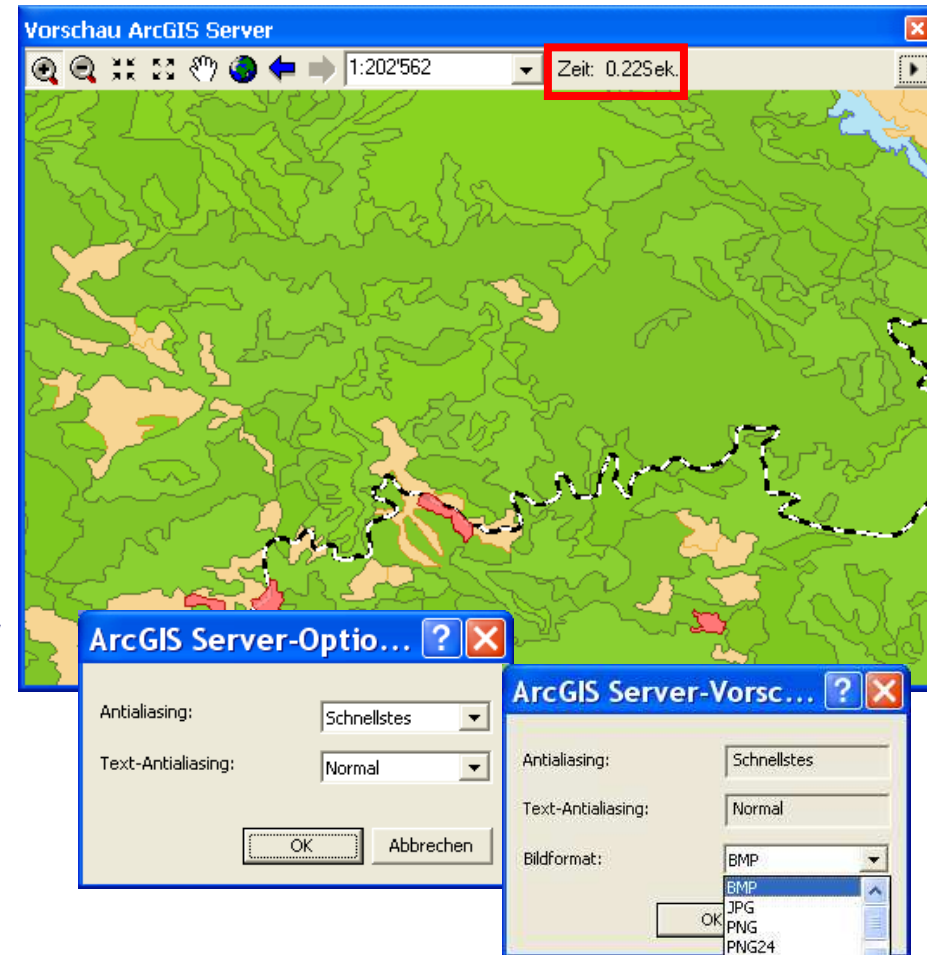 Vorschau ArcGIS Server
1:202'562
Zeit: 0.22Sek.
ArcGIS Server-Optio...
Antialiasing: Schnellstes
Text-Antialiasing: Normal
OK Abbrechen
ArcGIS Server-Vorsc...
Antialiasing: Schnellstes
Text-Antialiasing: Normal
Bildformat: BMP
BMP
JPG
OK
PNG
PNG24